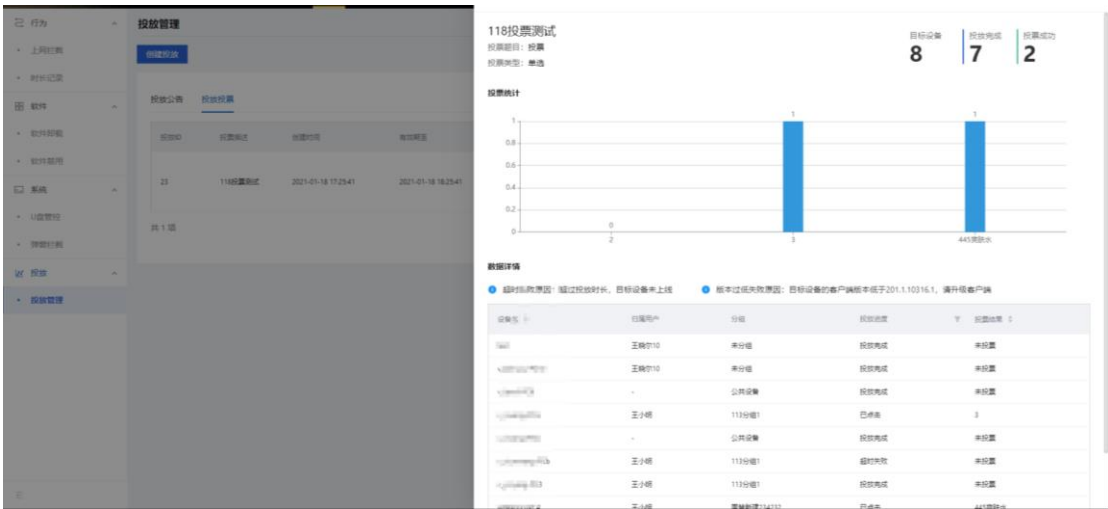 行为
上网拦截
时长记录
软件
软件卸载
软件禁用
系统
U盘管控
弹窗拦截
投放
投放管理
投放管理
创建投放
投放公告 投放投票
投放ID 投票描述 创建时间 有效期至
23 118投票测试 2021-01-18 17:25:41 2021-01-18 18:25:41
共 1 项
118投票测试
投票题目：投票
投票类型：单选
目标设备 投放完成 投票成功
8 7 2
投票统计
1
0.8
0.6
0.4
0.2
0
0 1 1
2 3 445爽肤水
数据详情
超时失败原因：超过投放时长，目标设备未上线
版本过低失败原因：目标设备的客户端版本低于201.1.10316.1，请升级客户端
设备名 归属用户 分组 投放进度 投票结果
王晓尔10 未分组 投放完成 未投票
王晓尔10 未分组 投放完成 未投票
- 公共设备 投放完成 未投票
王小明 113分组1 已点击 3
- 公共设备 投放完成 未投票
王小明 113分组1 超时失败 未投票
王小明 113分组1 投放完成 未投票
王小明 已点击 445爽肤水